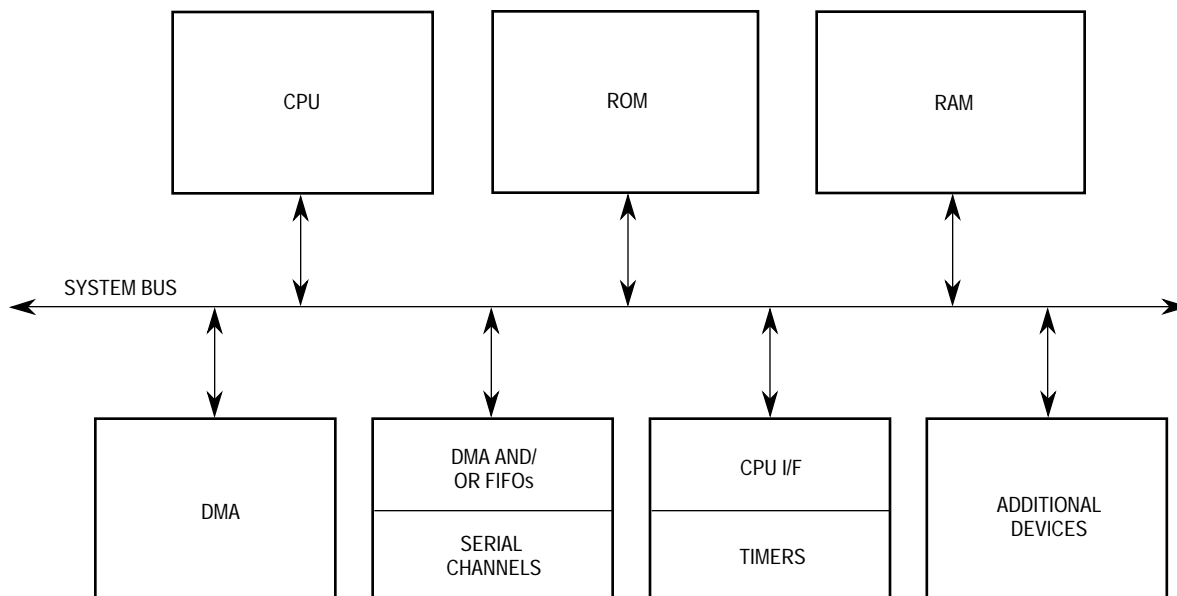 CPU
ROM
RAM
SYSTEM BUS
DMA
DMA AND/
OR FIFOs
SERIAL
CHANNELS
CPU I/F
TIMERS
ADDITIONAL
DEVICES